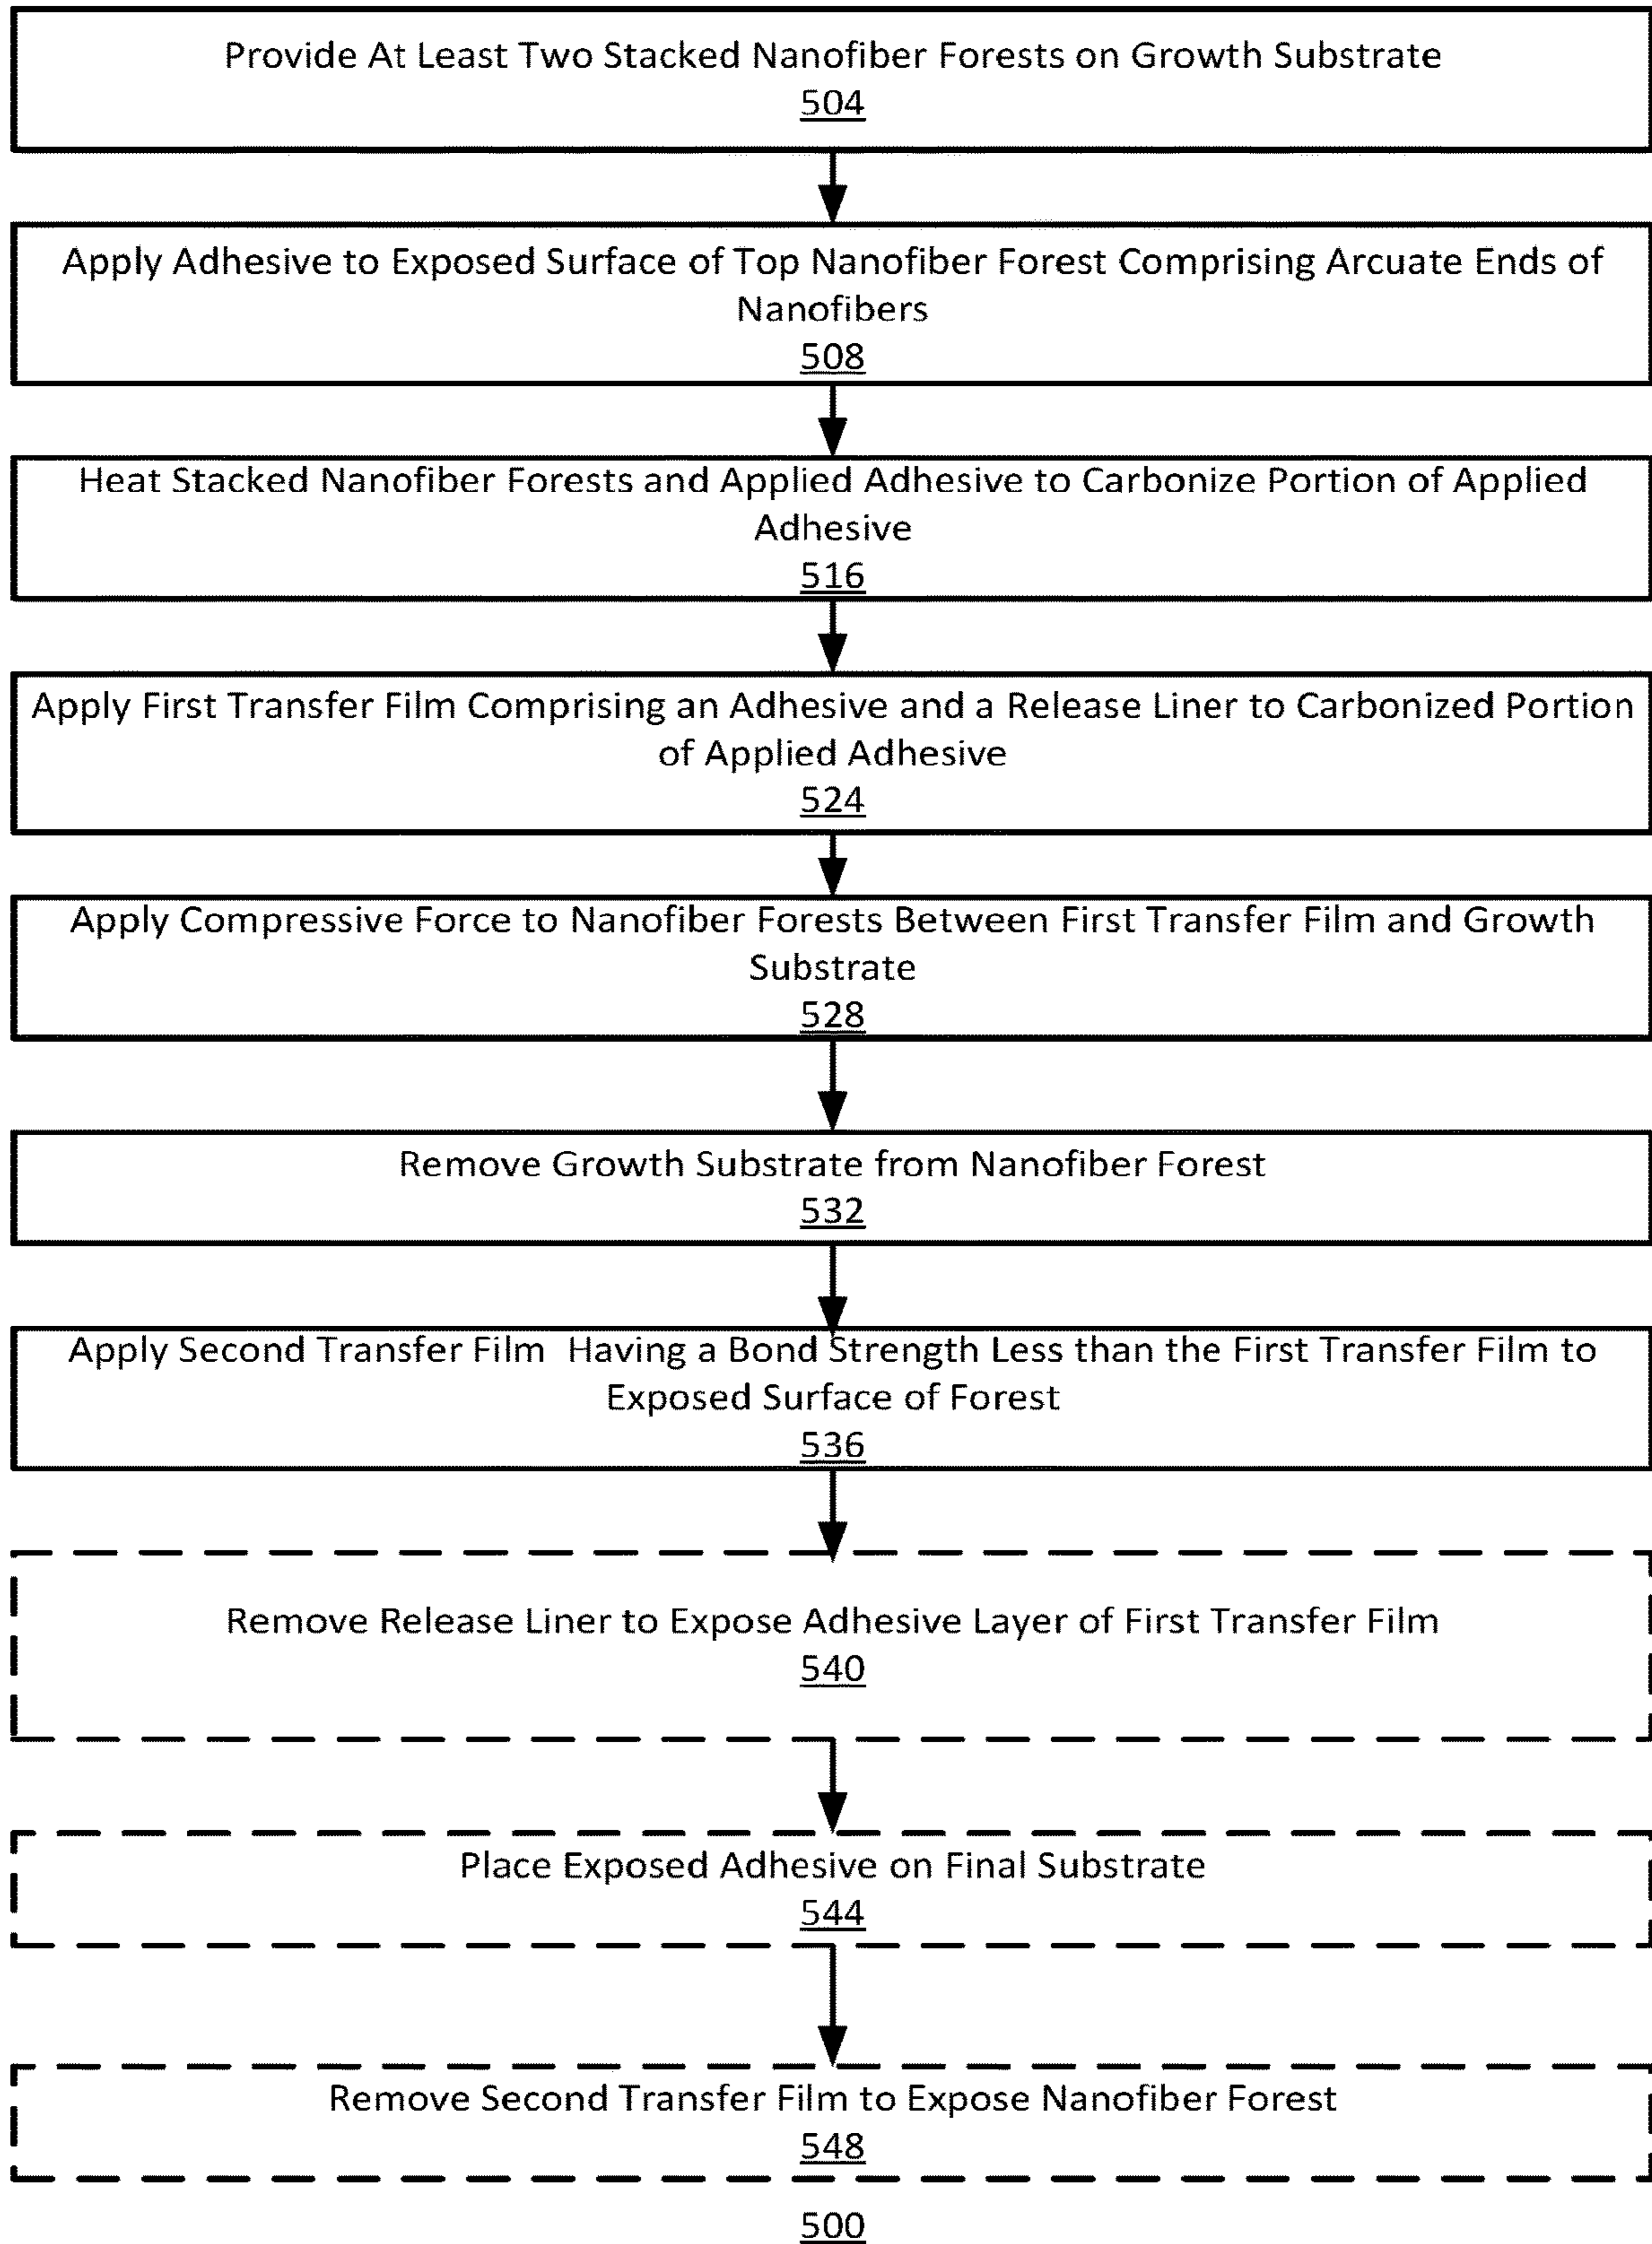 Provide At Least Two Stacked Nanofiber Forests on Growth Substrate
504
Apply Adhesive to Exposed Surface of Top Nanofiber Forest Comprising Arcuate Ends of
Nanofibers
508
Heat Stacked Nanofiber Forests and Applied Adhesive to Carbonize Portion of Applied
Adhesive
516
Apply First Transfer Film Comprising an Adhesive and a Release Liner to Carbonized Portion
of Applied Adhesive
524
Apply Compressive Force to Nanofiber Forests Between First Transfer Film and Growth
Substrate
528
Remove Growth Substrate from Nanofiber Forest
532
Apply Second Transfer Film  Having a Bond Strength Less than the First Transfer Film to
Exposed Surface of Forest
536
Remove Release Liner to Expose Adhesive Layer of First Transfer Film
540
Place Exposed Adhesive on Final Substrate
544
Remove Second Transfer Film to Expose Nanofiber Forest
548
500